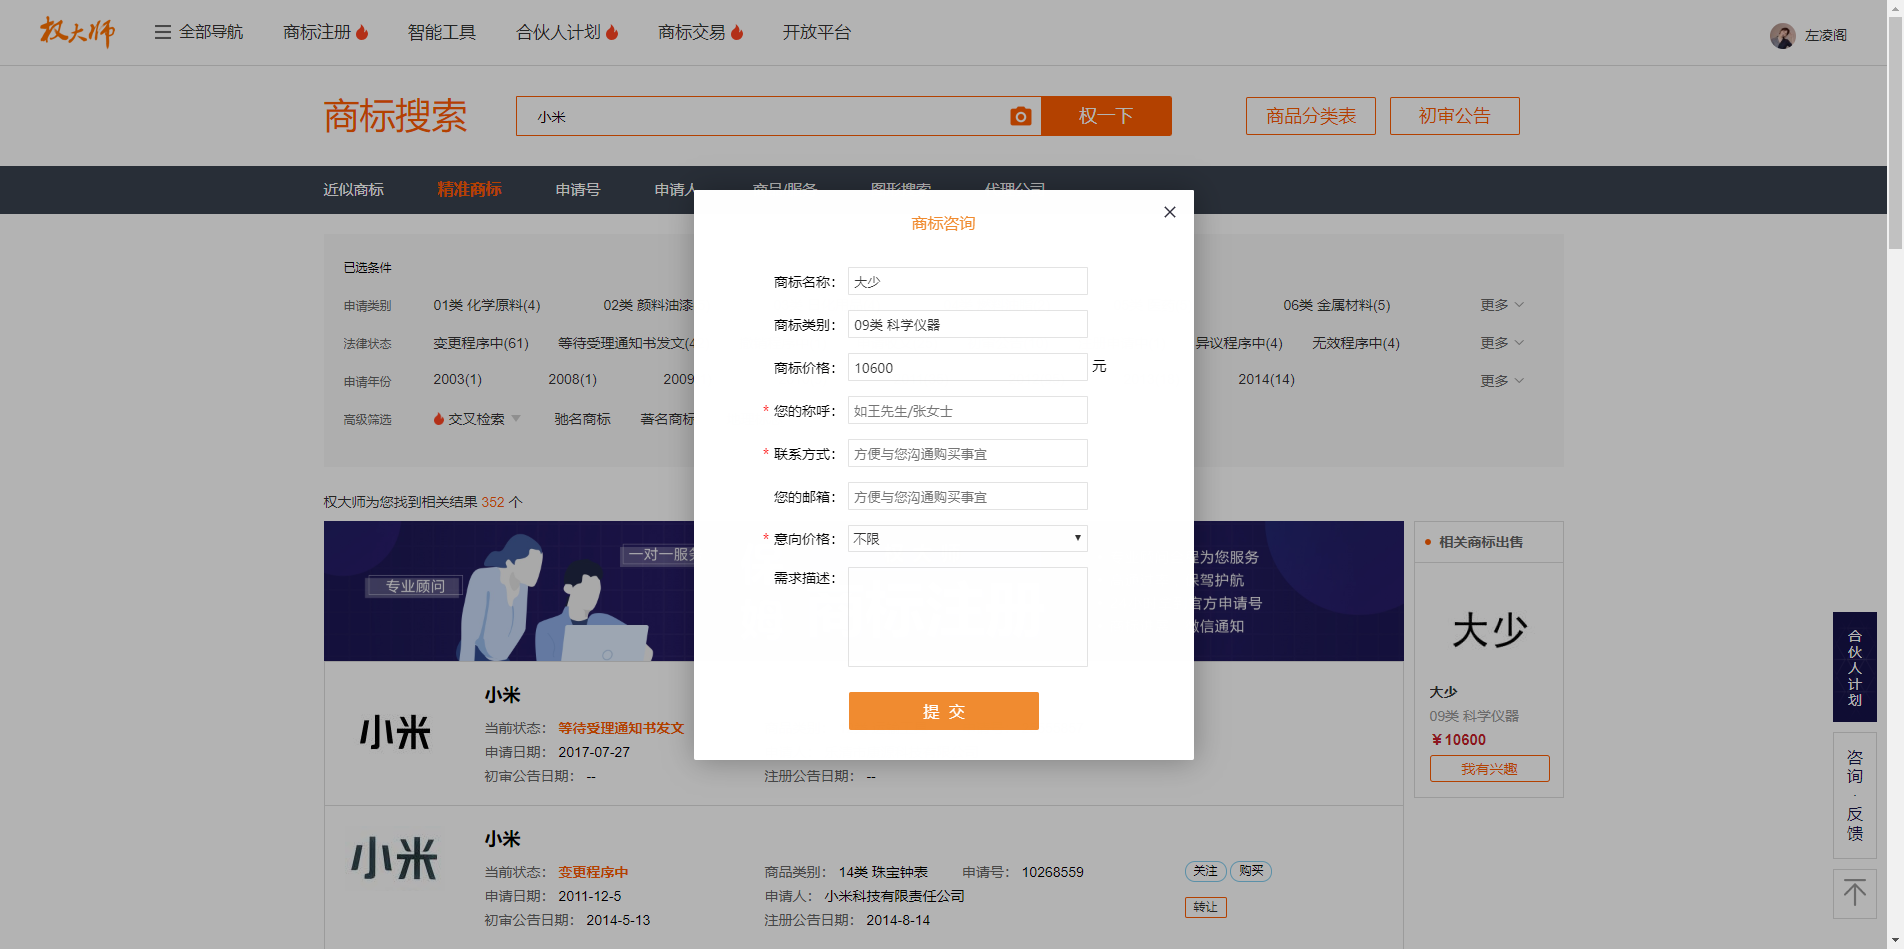 权大师 全部导航 商标注册 智能工具 合伙人计划 商标交易 开放平台 左凌阁
商标搜索 小米 权一下 商品分类表 初审公告
近似商标 精准商标 申请号 申请人 商品/服务 图形搜索 代理公司
商标咨询
商标名称： 大少
商标类别： 09类 科学仪器
商标价格： 10600 元
* 您的称呼： 如王先生/张女士
* 联系方式： 方便与您沟通购买事宜
您的邮箱： 方便与您沟通购买事宜
* 意向价格： 不限
需求描述：
提 交
已选条件
申请类别 01类 化学原料(4) 02类 颜料油漆 06类 金属材料(5) 更多
法律状态 变更程序中(61) 等待受理通知书发文(4 异议程序中(4) 无效程序中(4) 更多
申请年份 2003(1) 2008(1) 2009 2014(14) 更多
高级筛选 交叉检索 驰名商标 著名商标
权大师为您找到相关结果 352 个
专业顾问
一对一服务
程为您服务
保驾护航
官方申请号
微信通知
小米
小米
当前状态： 等待受理通知书发文
申请日期： 2017-07-27
初审公告日期： -- 注册公告日期： --
小米
小米
当前状态： 变更程序中 商品类别： 14类 珠宝钟表 申请号： 10268559 关注 购买
申请日期： 2011-12-5 申请人： 小米科技有限责任公司
转让
初审公告日期： 2014-5-13 注册公告日期： 2014-8-14
相关商标出售
大少
大少
09类 科学仪器
￥10600
我有兴趣
合伙人计划
咨询·反馈